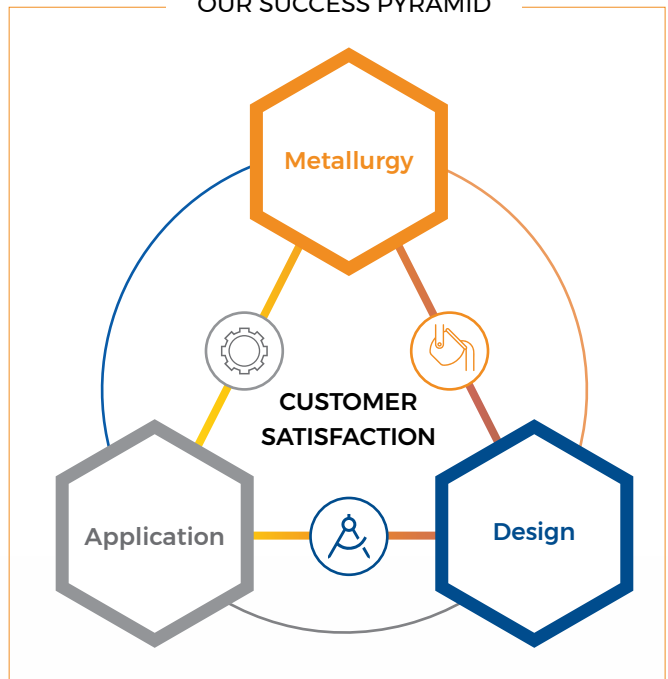 OUR SUCCESS PYRAMID
Metallurgy
CUSTOMER
SATISFACTION
Application
Design